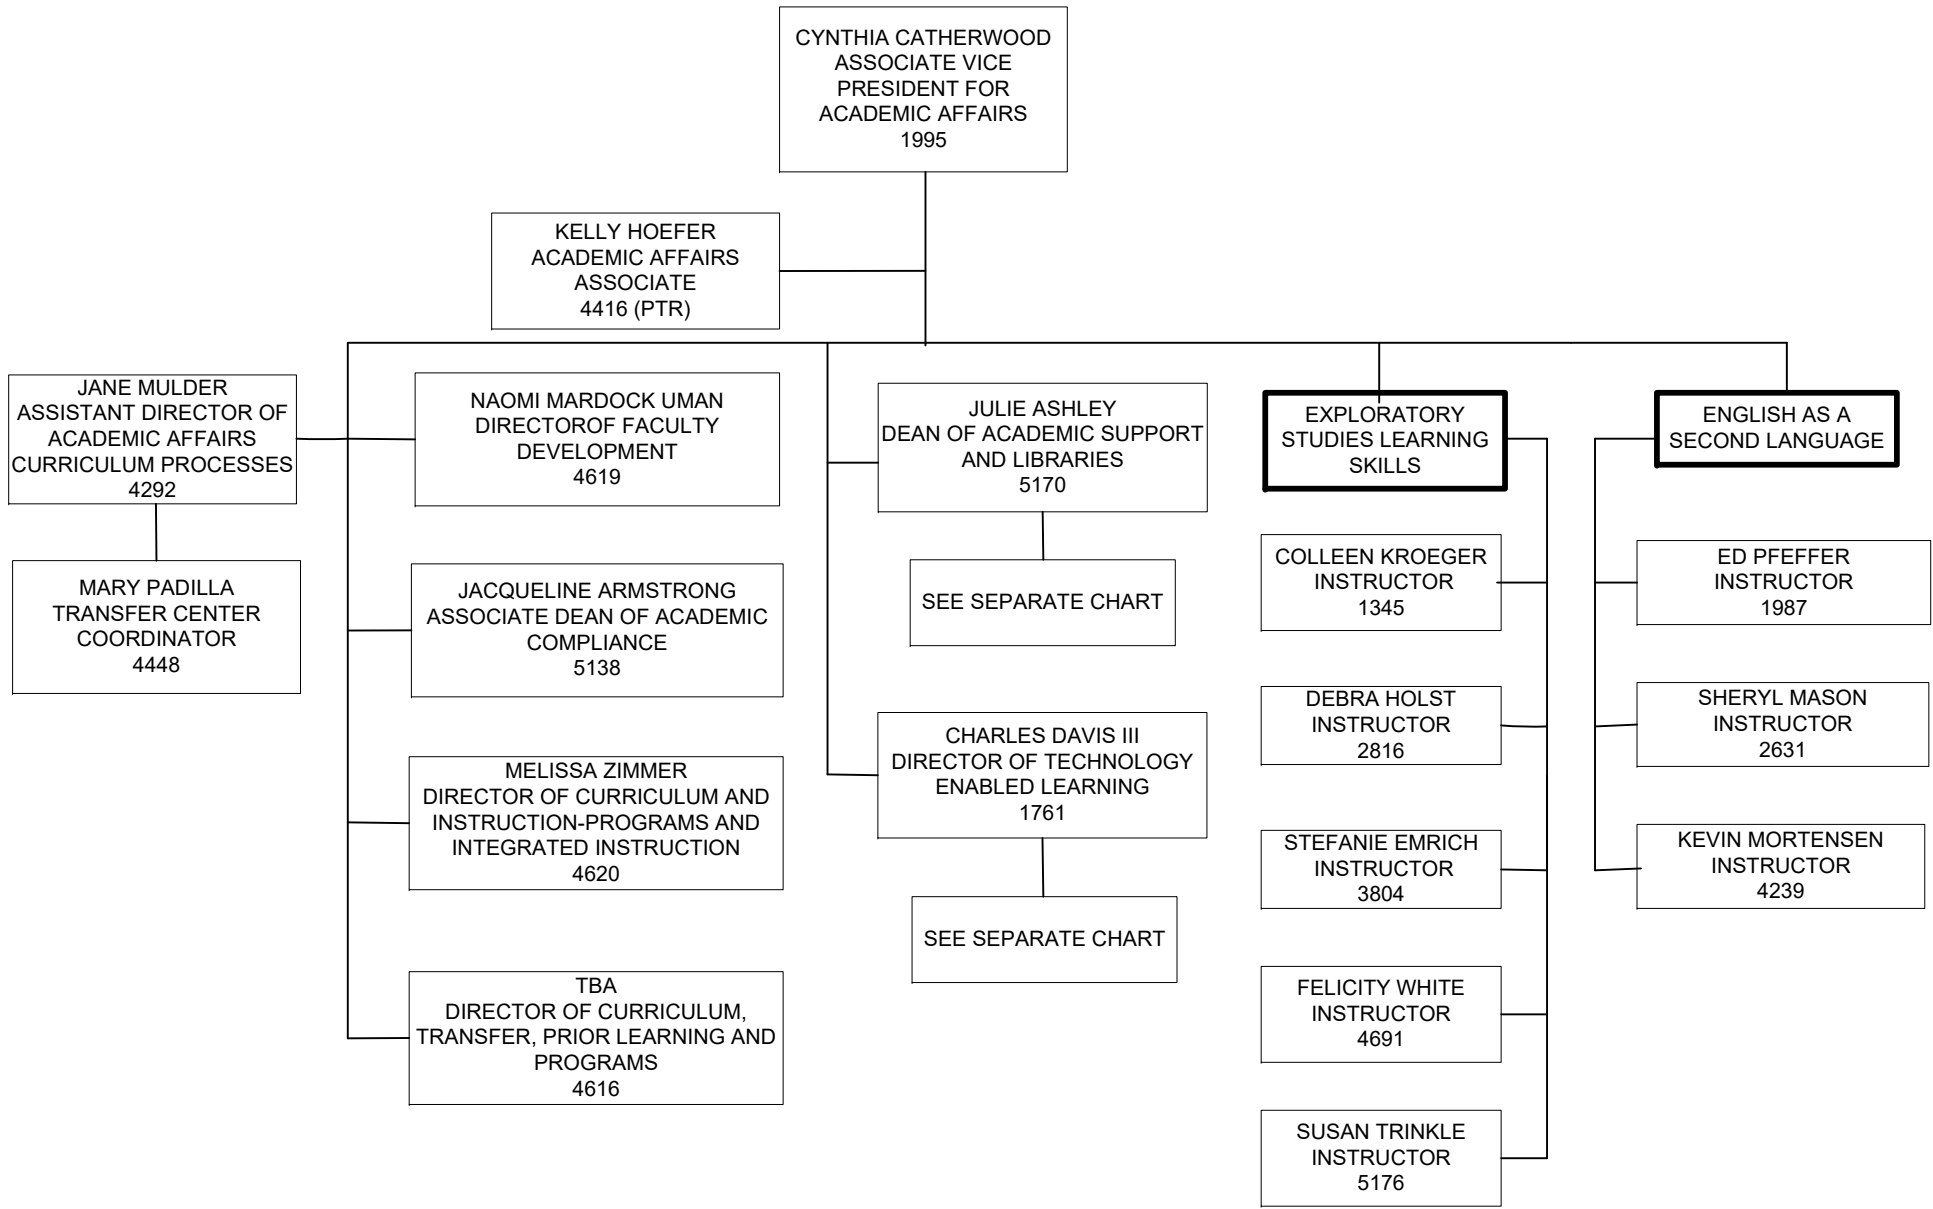 CYNTHIA CATHERWOOD
ASSOCIATE VICE
PRESIDENT FOR
ACADEMIC AFFAIRS
1995
KELLY HOEFER
ACADEMIC AFFAIRS
ASSOCIATE
4416 (PTR)
JANE MULDER
ASSISTANT DIRECTOR OF
ACADEMIC AFFAIRS
CURRICULUM PROCESSES
4292
MARY PADILLA
TRANSFER CENTER
COORDINATOR
4448
NAOMI MARDOCK UMAN
DIRECTOROF FACULTY
DEVELOPMENT
4619
JACQUELINE ARMSTRONG
ASSOCIATE DEAN OF ACADEMIC
COMPLIANCE
5138
MELISSA ZIMMER
DIRECTOR OF CURRICULUM AND
INSTRUCTION-PROGRAMS AND
INTEGRATED INSTRUCTION
4620
TBA
DIRECTOR OF CURRICULUM,
TRANSFER, PRIOR LEARNING AND
PROGRAMS
4616
JULIE ASHLEY
DEAN OF ACADEMIC SUPPORT
AND LIBRARIES
5170
SEE SEPARATE CHART
CHARLES DAVIS III
DIRECTOR OF TECHNOLOGY
ENABLED LEARNING
1761
SEE SEPARATE CHART
EXPLORATORY
STUDIES LEARNING
SKILLS
COLLEEN KROEGER
INSTRUCTOR
1345
DEBRA HOLST
INSTRUCTOR
2816
STEFANIE EMRICH
INSTRUCTOR
3804
FELICITY WHITE
INSTRUCTOR
4691
SUSAN TRINKLE
INSTRUCTOR
5176
ENGLISH AS A
SECOND LANGUAGE
ED PFEFFER
INSTRUCTOR
1987
SHERYL MASON
INSTRUCTOR
2631
KEVIN MORTENSEN
INSTRUCTOR
4239